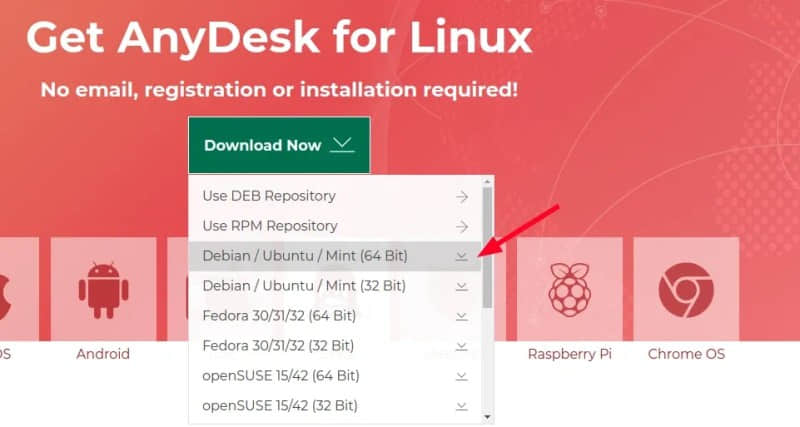 Get AnyDesk for Linux
No email, registration or installation required!
Download Now
Use DEB Repository
Use RPM Repository
Debian / Ubuntu / Mint (64 Bit)
Debian / Ubuntu / Mint (32 Bit)
Fedora 30/31/32 (64 Bit)
Fedora 30/31/32 (32 Bit)
openSUSE 15/42 (64 Bit)
openSUSE 15/42 (32 Bit)
OS
Android
Raspberry Pi
Chrome OS